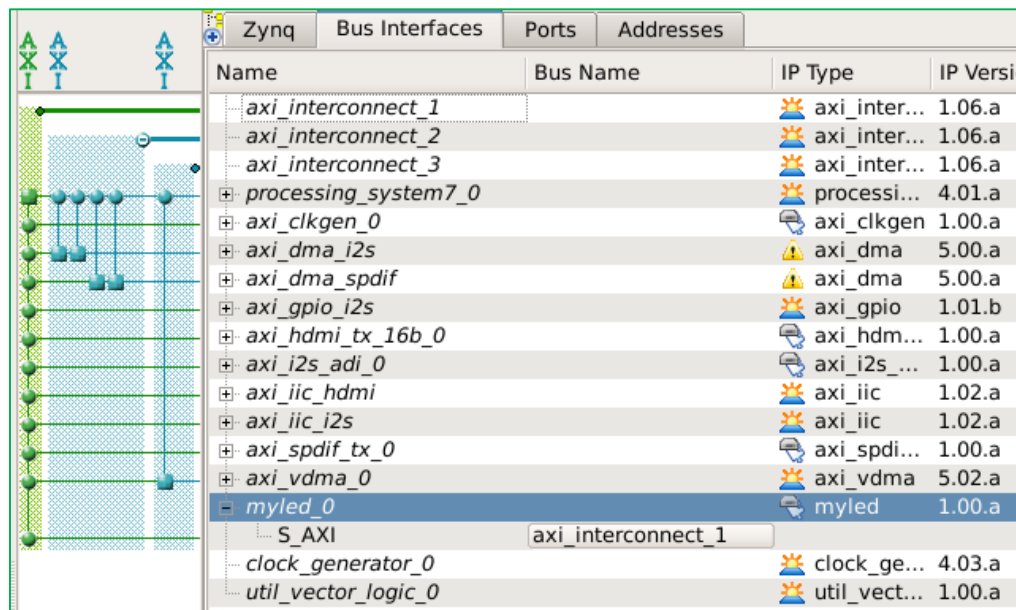 AXI AXI AXI
Zynq Bus Interfaces Ports Addresses
Name Bus Name IP Type IP Versi
axi_interconnect_1 axi_inter... 1.06.a
axi_interconnect_2 axi_inter... 1.06.a
axi_interconnect_3 axi_inter... 1.06.a
processing_system7_0 processi... 4.01.a
axi_clkgen_0 axi_clkgen 1.00.a
axi_dma_i2s axi_dma 5.00.a
axi_dma_spdif axi_dma 5.00.a
axi_gpio_i2s axi_gpio 1.01.b
axi_hdmi_tx_16b_0 axi_hdm... 1.00.a
axi_i2s_adi_0 axi_i2s_... 1.00.a
axi_iic_hdmi axi_iic 1.02.a
axi_iic_i2s axi_iic 1.02.a
axi_spdif_tx_0 axi_spdi... 1.00.a
axi_vdma_0 axi_vdma 5.02.a
myled_0 myled 1.00.a
S_AXI axi_interconnect_1
clock_generator_0 clock_ge... 4.03.a
util_vector_logic_0 util_vect... 1.00.a